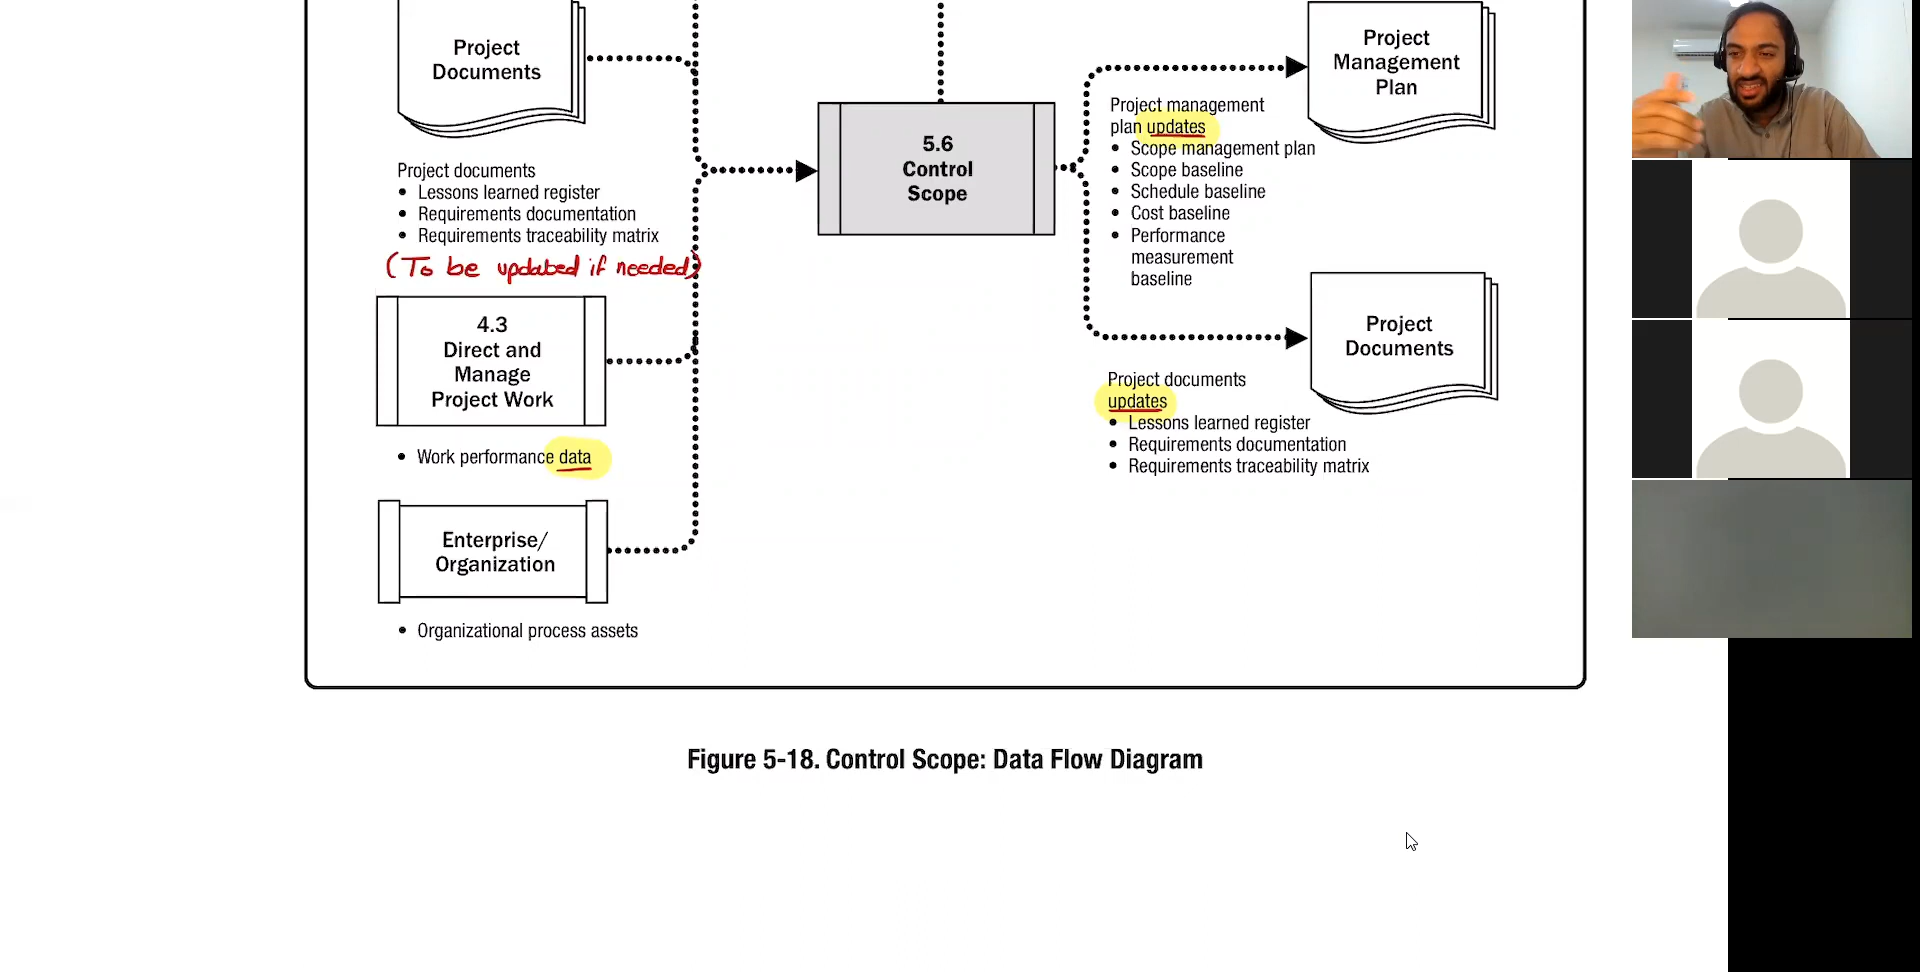 Project
Documents
Project documents
• Lessons learned register
• Requirements documentation
• Requirements traceability matrix
(To be updated if needed)
4.3
Direct and
Manage
Project Work
• Work performance data
Enterprise/
Organization
• Organizational process assets
5.6
Control
Scope
Project management
plan updates
• Scope management plan
• Scope baseline
• Schedule baseline
• Cost baseline
• Performance
measurement
baseline
Project
Management
Plan
Project documents
updates
• Lessons learned register
• Requirements documentation
• Requirements traceability matrix
Project
Documents
Figure 5-18. Control Scope: Data Flow Diagram